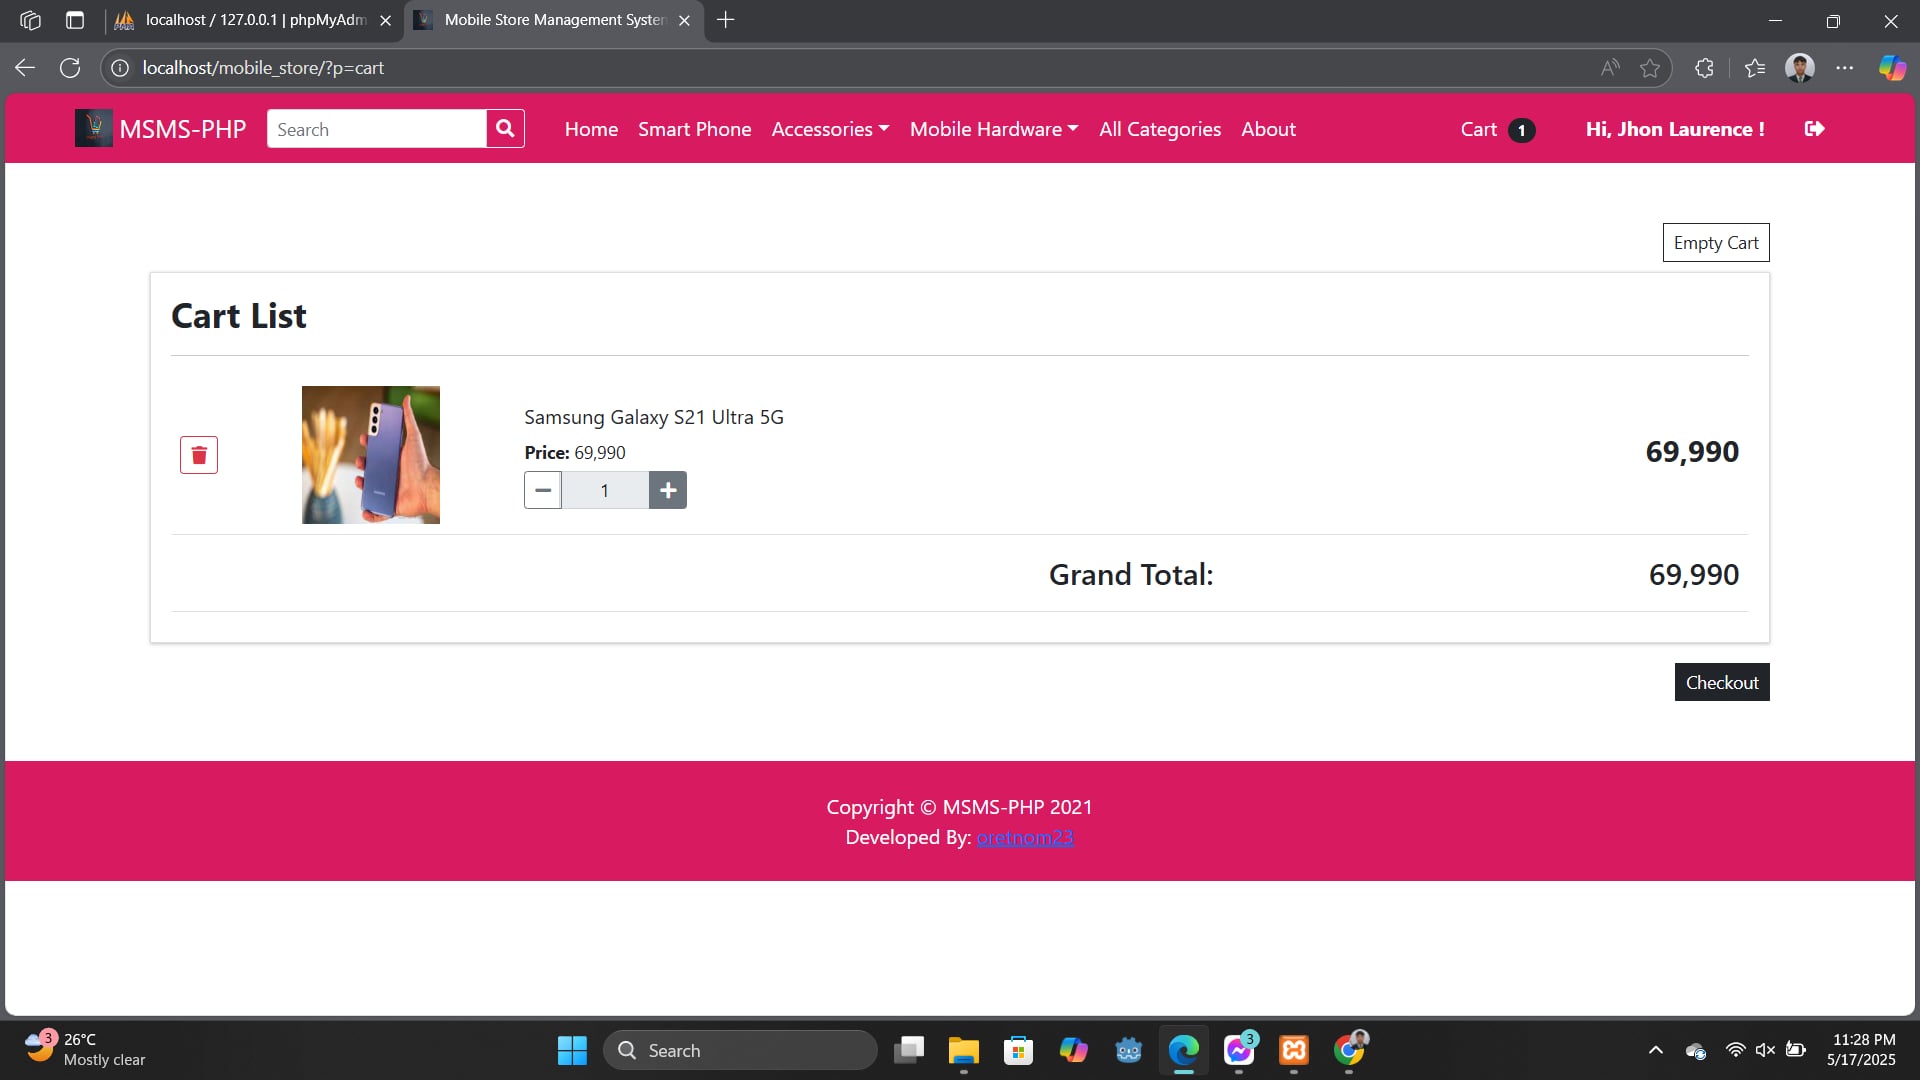 localhost / 127.0.0.1 | phpMyAdm
Mobile Store Management System
localhost/mobile_store/?p=cart
MSMS-PHP
Search
Home
Smart Phone
Accessories
Mobile Hardware
All Categories
About
Cart 1
Hi, Jhon Laurence !
Empty Cart
Cart List
Samsung Galaxy S21 Ultra 5G
Price: 69,990
1
69,990
Grand Total: 69,990
Checkout
Copyright © MSMS-PHP 2021
Developed By: oretnom23
3
26°C
Mostly clear
Search
3
11:28 PM
5/17/2025